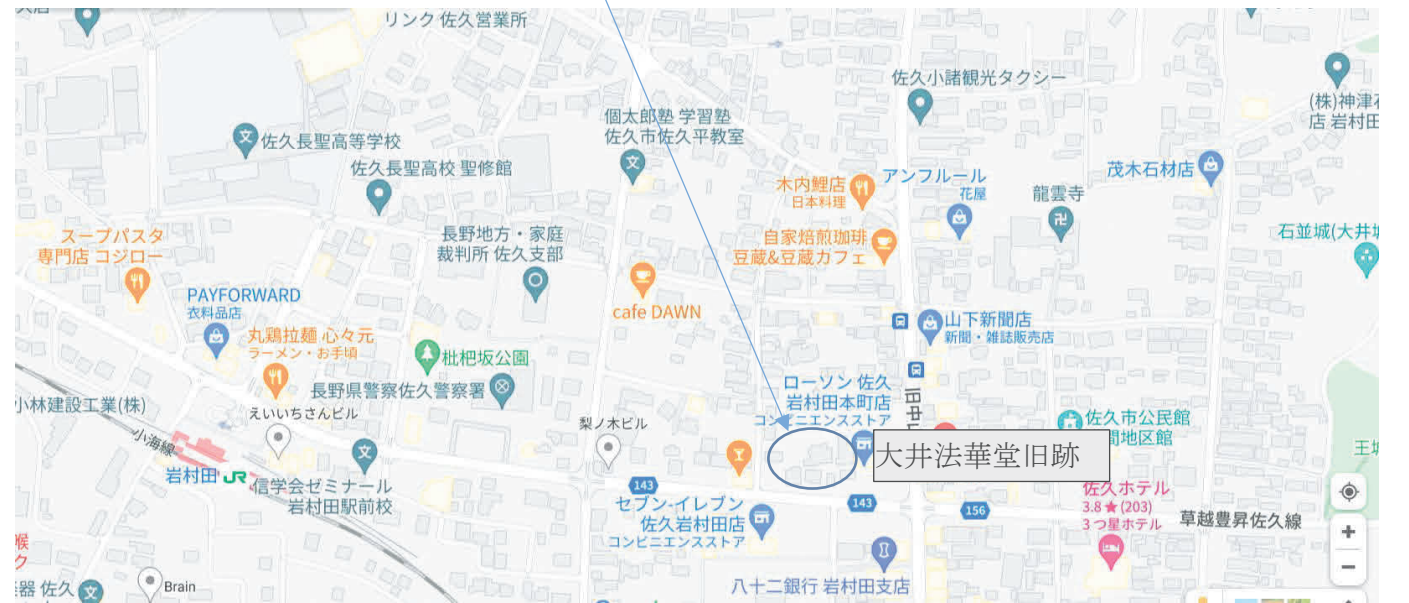 リンク 佐久営業所
佐久小諸観光タクシー
個太郎塾 学習塾
佐久市佐久平教室
佐久長聖高等学校
佐久長聖高校 聖修館
木内鯉店
日本料理
アンフルール
花屋
龍雲寺
茂木石材店
(株)神津
店 岩村田
スープパスタ
専門店 コジロー
長野地方・家庭
裁判所 佐久支部
自家焙煎珈琲
豆蔵&豆蔵カフェ
石並城(大井城
PAYFORWARD
衣料品店
cafe DAWN
山下新聞店
新聞・雑誌販売店
丸鶏拉麺 心々元
ラーメン・お手頃
枇杷坂公園
長野県警察佐久警察署
小林建設工業(株)
えいいちさんビル
ローソン 佐久
岩村田本町店
コンビニエンスストア
旧中山
佐久市公民館
間地区館
梨ノ木ビル
大井法華堂旧跡
王城
小海線
岩村田 JR
信学会ゼミナール
岩村田駅前校
143
セブン-イレブン
佐久岩村田店
コンビニエンスストア
143
156
佐久ホテル
3.8★(203)
3 つ星ホテル
草越豊昇佐久線
八十二銀行 岩村田支店
器 佐久
Brain